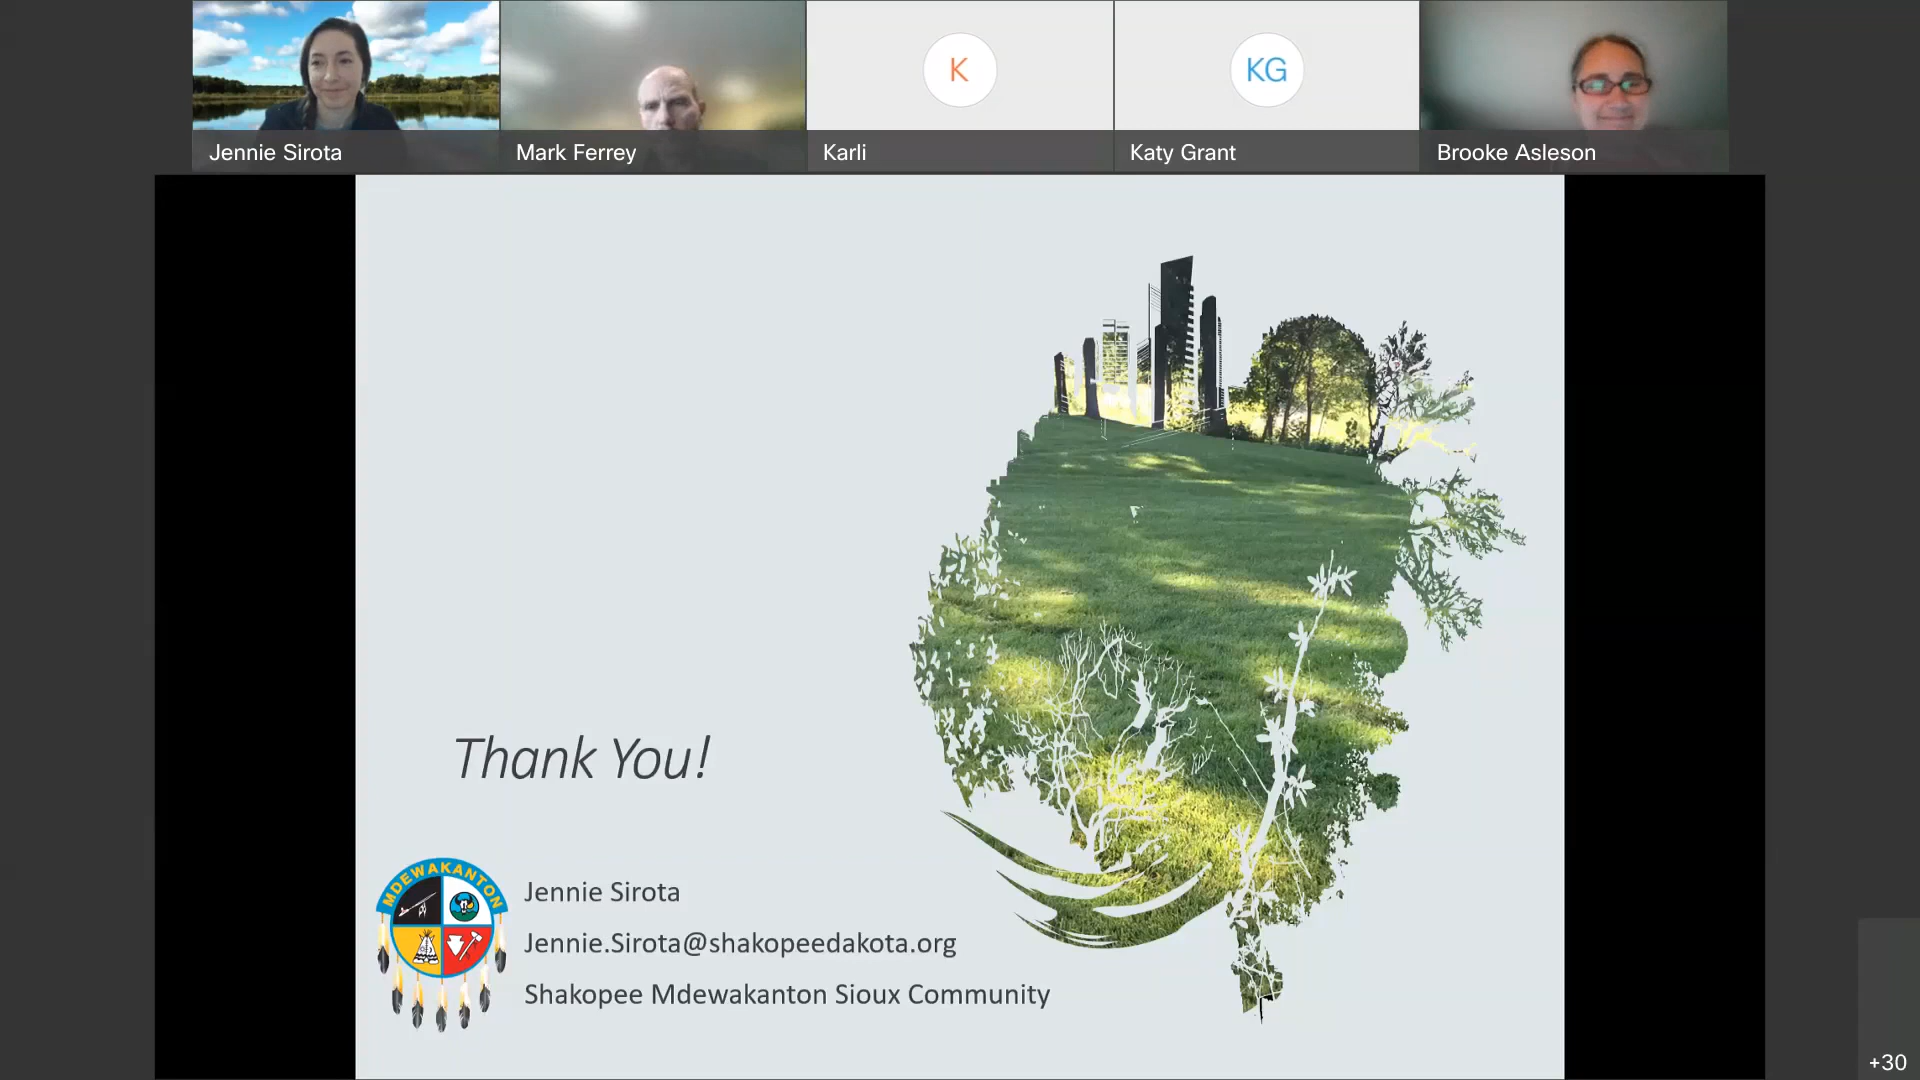 K
KG
Jennie Sirota
Mark Ferrey
Karli
Katy Grant
Brooke Asleson
Thank You!
MDEWAKANTON
Jennie Sirota
Jennie.Sirota@shakopeedakota.org
Shakopee Mdewakanton Sioux Community
+30